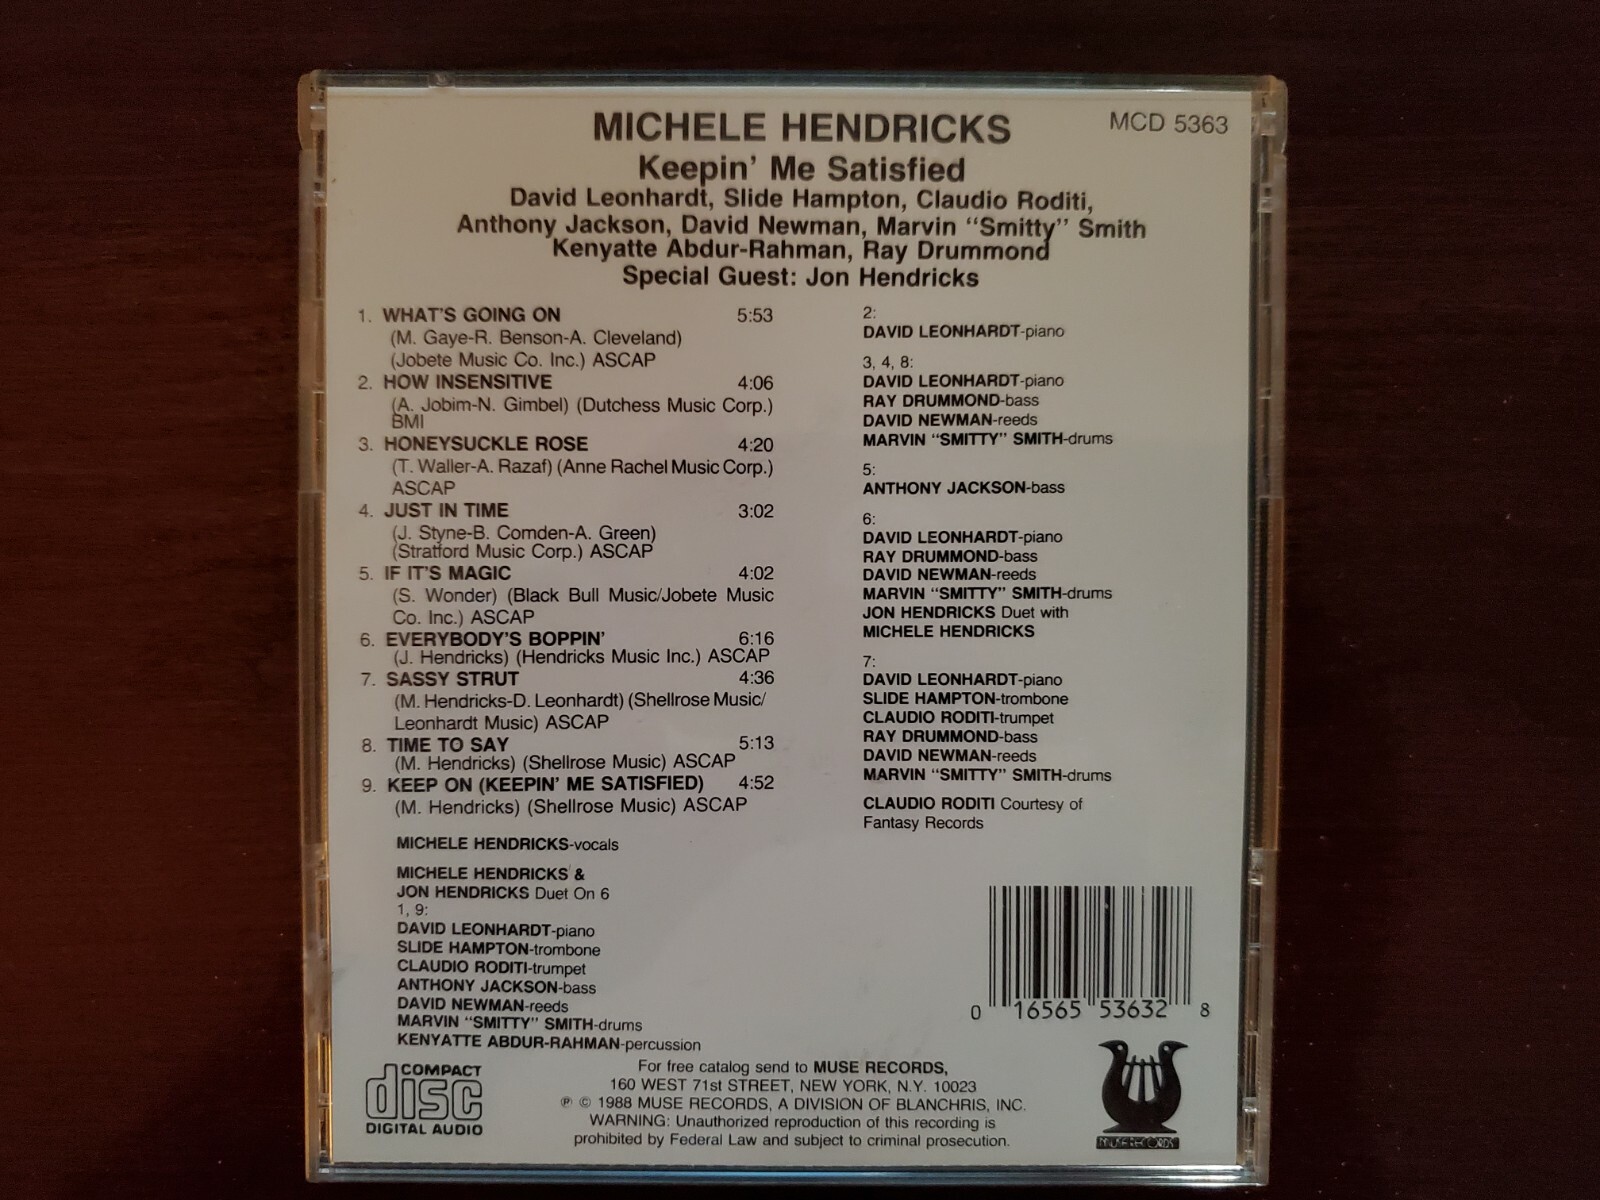 MICHELE HENDRICKS
MCD 5363
Keepin' Me Satisfied
David Leonhardt, Slide Hampton, Claudio Roditi,
Anthony Jackson, David Newman, Marvin "Smitty" Smith
Kenyatte Abdur-Rahman, Ray Drummond
Special Guest: Jon Hendricks
1. WHAT'S GOING ON 5:53
(M. Gaye-R. Benson-A. Cleveland)
(Jobete Music Co. Inc.) ASCAP
2. HOW INSENSITIVE 4:06
(A. Jobim-N. Gimbel) (Dutchess Music Corp.)
BMI
3. HONEYSUCKLE ROSE 4:20
(T. Waller-A. Razaf) (Anne Rachel Music Corp.)
ASCAP
4. JUST IN TIME 3:02
(J. Styne-B. Comden-A. Green)
(Stratford Music Corp.) ASCAP
5. IF IT'S MAGIC 4:02
(S. Wonder) (Black Bull Music/Jobete Music
Co. Inc.) ASCAP
6. EVERYBODY'S BOPPIN' 6:16
(J. Hendricks) (Hendricks Music Inc.) ASCAP
7. SASSY STRUT 4:36
(M. Hendricks-D. Leonhardt) (Shellrose Music/
Leonhardt Music) ASCAP
8. TIME TO SAY 5:13
(M. Hendricks) (Shellrose Music) ASCAP
9. KEEP ON (KEEPIN' ME SATISFIED) 4:52
(M. Hendricks) (Shellrose Music) ASCAP
MICHELE HENDRICKS-vocals
MICHELE HENDRICKS &
JON HENDRICKS Duet On 6
1, 9:
DAVID LEONHARDT-piano
SLIDE HAMPTON-trombone
CLAUDIO RODITI-trumpet
ANTHONY JACKSON-bass
DAVID NEWMAN-reeds
MARVIN "SMITTY" SMITH-drums
KENYATTE ABDUR-RAHMAN-percussion
2:
DAVID LEONHARDT-piano
3, 4, 8:
DAVID LEONHARDT-piano
RAY DRUMMOND-bass
DAVID NEWMAN-reeds
MARVIN "SMITTY" SMITH-drums
5:
ANTHONY JACKSON-bass
6:
DAVID LEONHARDT-piano
RAY DRUMMOND-bass
DAVID NEWMAN-reeds
MARVIN "SMITTY" SMITH-drums
JON HENDRICKS Duet with
MICHELE HENDRICKS
7:
DAVID LEONHARDT-piano
SLIDE HAMPTON-trombone
CLAUDIO RODITI-trumpet
RAY DRUMMOND-bass
DAVID NEWMAN-reeds
MARVIN "SMITTY" SMITH-drums
CLAUDIO RODITI Courtesy of
Fantasy Records
0 16565 53632 8
COMPACT
disc
DIGITAL AUDIO
For free catalog send to MUSE RECORDS,
160 WEST 71st STREET, NEW YORK, N.Y. 10023
℗ © 1988 MUSE RECORDS, A DIVISION OF BLANCHRIS, INC.
WARNING: Unauthorized reproduction of this recording is
prohibited by Federal Law and subject to criminal prosecution.
MUSE RECORDS